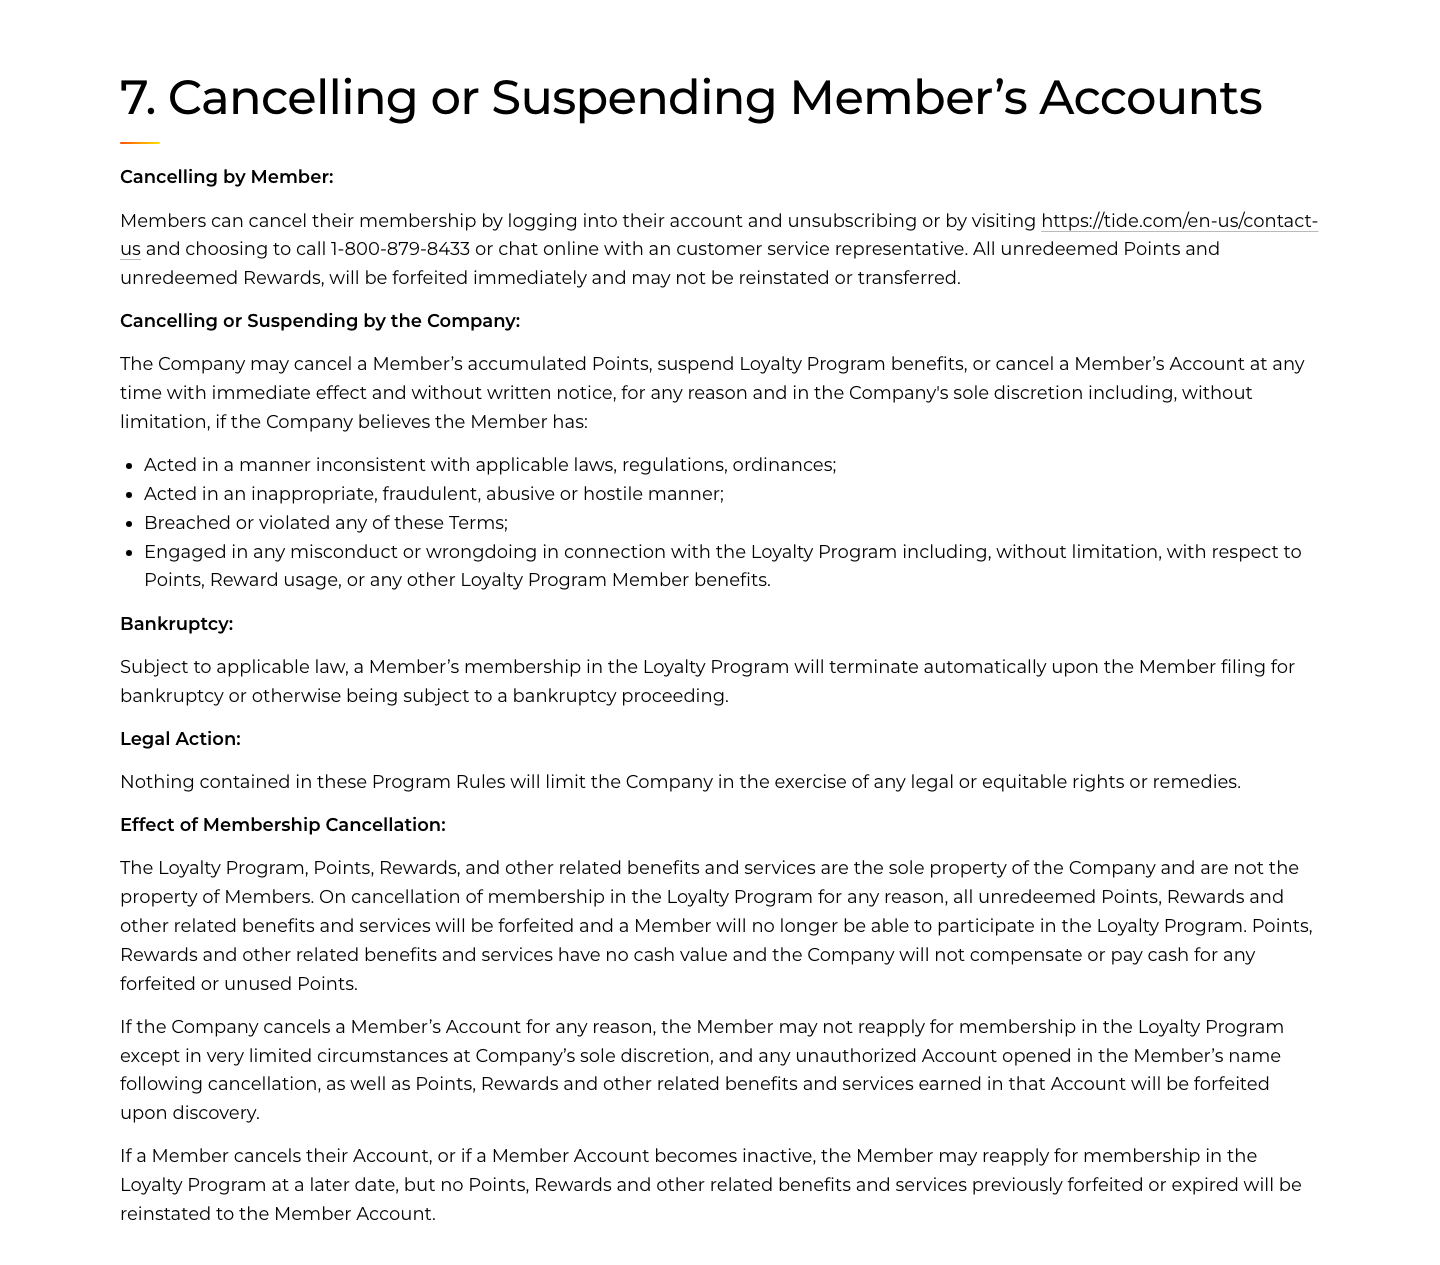 7. Cancelling or Suspending Member’s Accounts
Cancelling by Member:
Members can cancel their membership by logging into their account and unsubscribing or by visiting https://tide.com/en-us/contact-
us and choosing to call 1-800-879-8433 or chat online with an customer service representative. All unredeemed Points and
unredeemed Rewards, will be forfeited immediately and may not be reinstated or transferred.
Cancelling or Suspending by the Company:
The Company may cancel a Member’s accumulated Points, suspend Loyalty Program benefits, or cancel a Member’s Account at any
time with immediate effect and without written notice, for any reason and in the Company's sole discretion including, without
limitation, if the Company believes the Member has:
• Acted in a manner inconsistent with applicable laws, regulations, ordinances;
• Acted in an inappropriate, fraudulent, abusive or hostile manner;
• Breached or violated any of these Terms;
• Engaged in any misconduct or wrongdoing in connection with the Loyalty Program including, without limitation, with respect to
Points, Reward usage, or any other Loyalty Program Member benefits.
Bankruptcy:
Subject to applicable law, a Member’s membership in the Loyalty Program will terminate automatically upon the Member filing for
bankruptcy or otherwise being subject to a bankruptcy proceeding.
Legal Action:
Nothing contained in these Program Rules will limit the Company in the exercise of any legal or equitable rights or remedies.
Effect of Membership Cancellation:
The Loyalty Program, Points, Rewards, and other related benefits and services are the sole property of the Company and are not the
property of Members. On cancellation of membership in the Loyalty Program for any reason, all unredeemed Points, Rewards and
other related benefits and services will be forfeited and a Member will no longer be able to participate in the Loyalty Program. Points,
Rewards and other related benefits and services have no cash value and the Company will not compensate or pay cash for any
forfeited or unused Points.
If the Company cancels a Member’s Account for any reason, the Member may not reapply for membership in the Loyalty Program
except in very limited circumstances at Company’s sole discretion, and any unauthorized Account opened in the Member’s name
following cancellation, as well as Points, Rewards and other related benefits and services earned in that Account will be forfeited
upon discovery.
If a Member cancels their Account, or if a Member Account becomes inactive, the Member may reapply for membership in the
Loyalty Program at a later date, but no Points, Rewards and other related benefits and services previously forfeited or expired will be
reinstated to the Member Account.